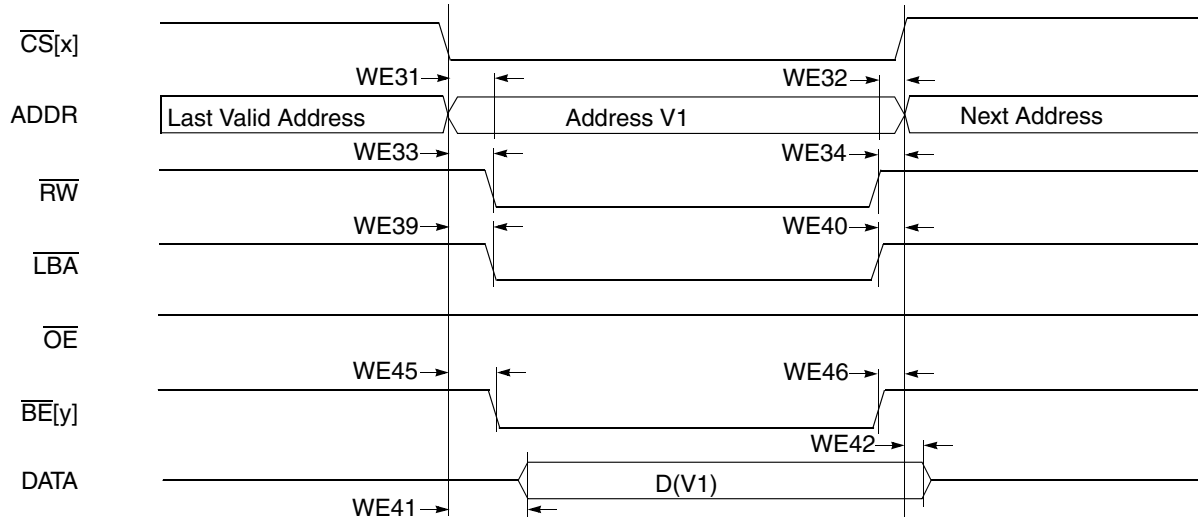 CS[x]
WE31
WE32
ADDR
Last Valid Address
Address V1
Next Address
WE33
WE34
RW
WE39
WE40
LBA
OE
WE45
WE46
BE[y]
WE42
DATA
D(V1)
WE41